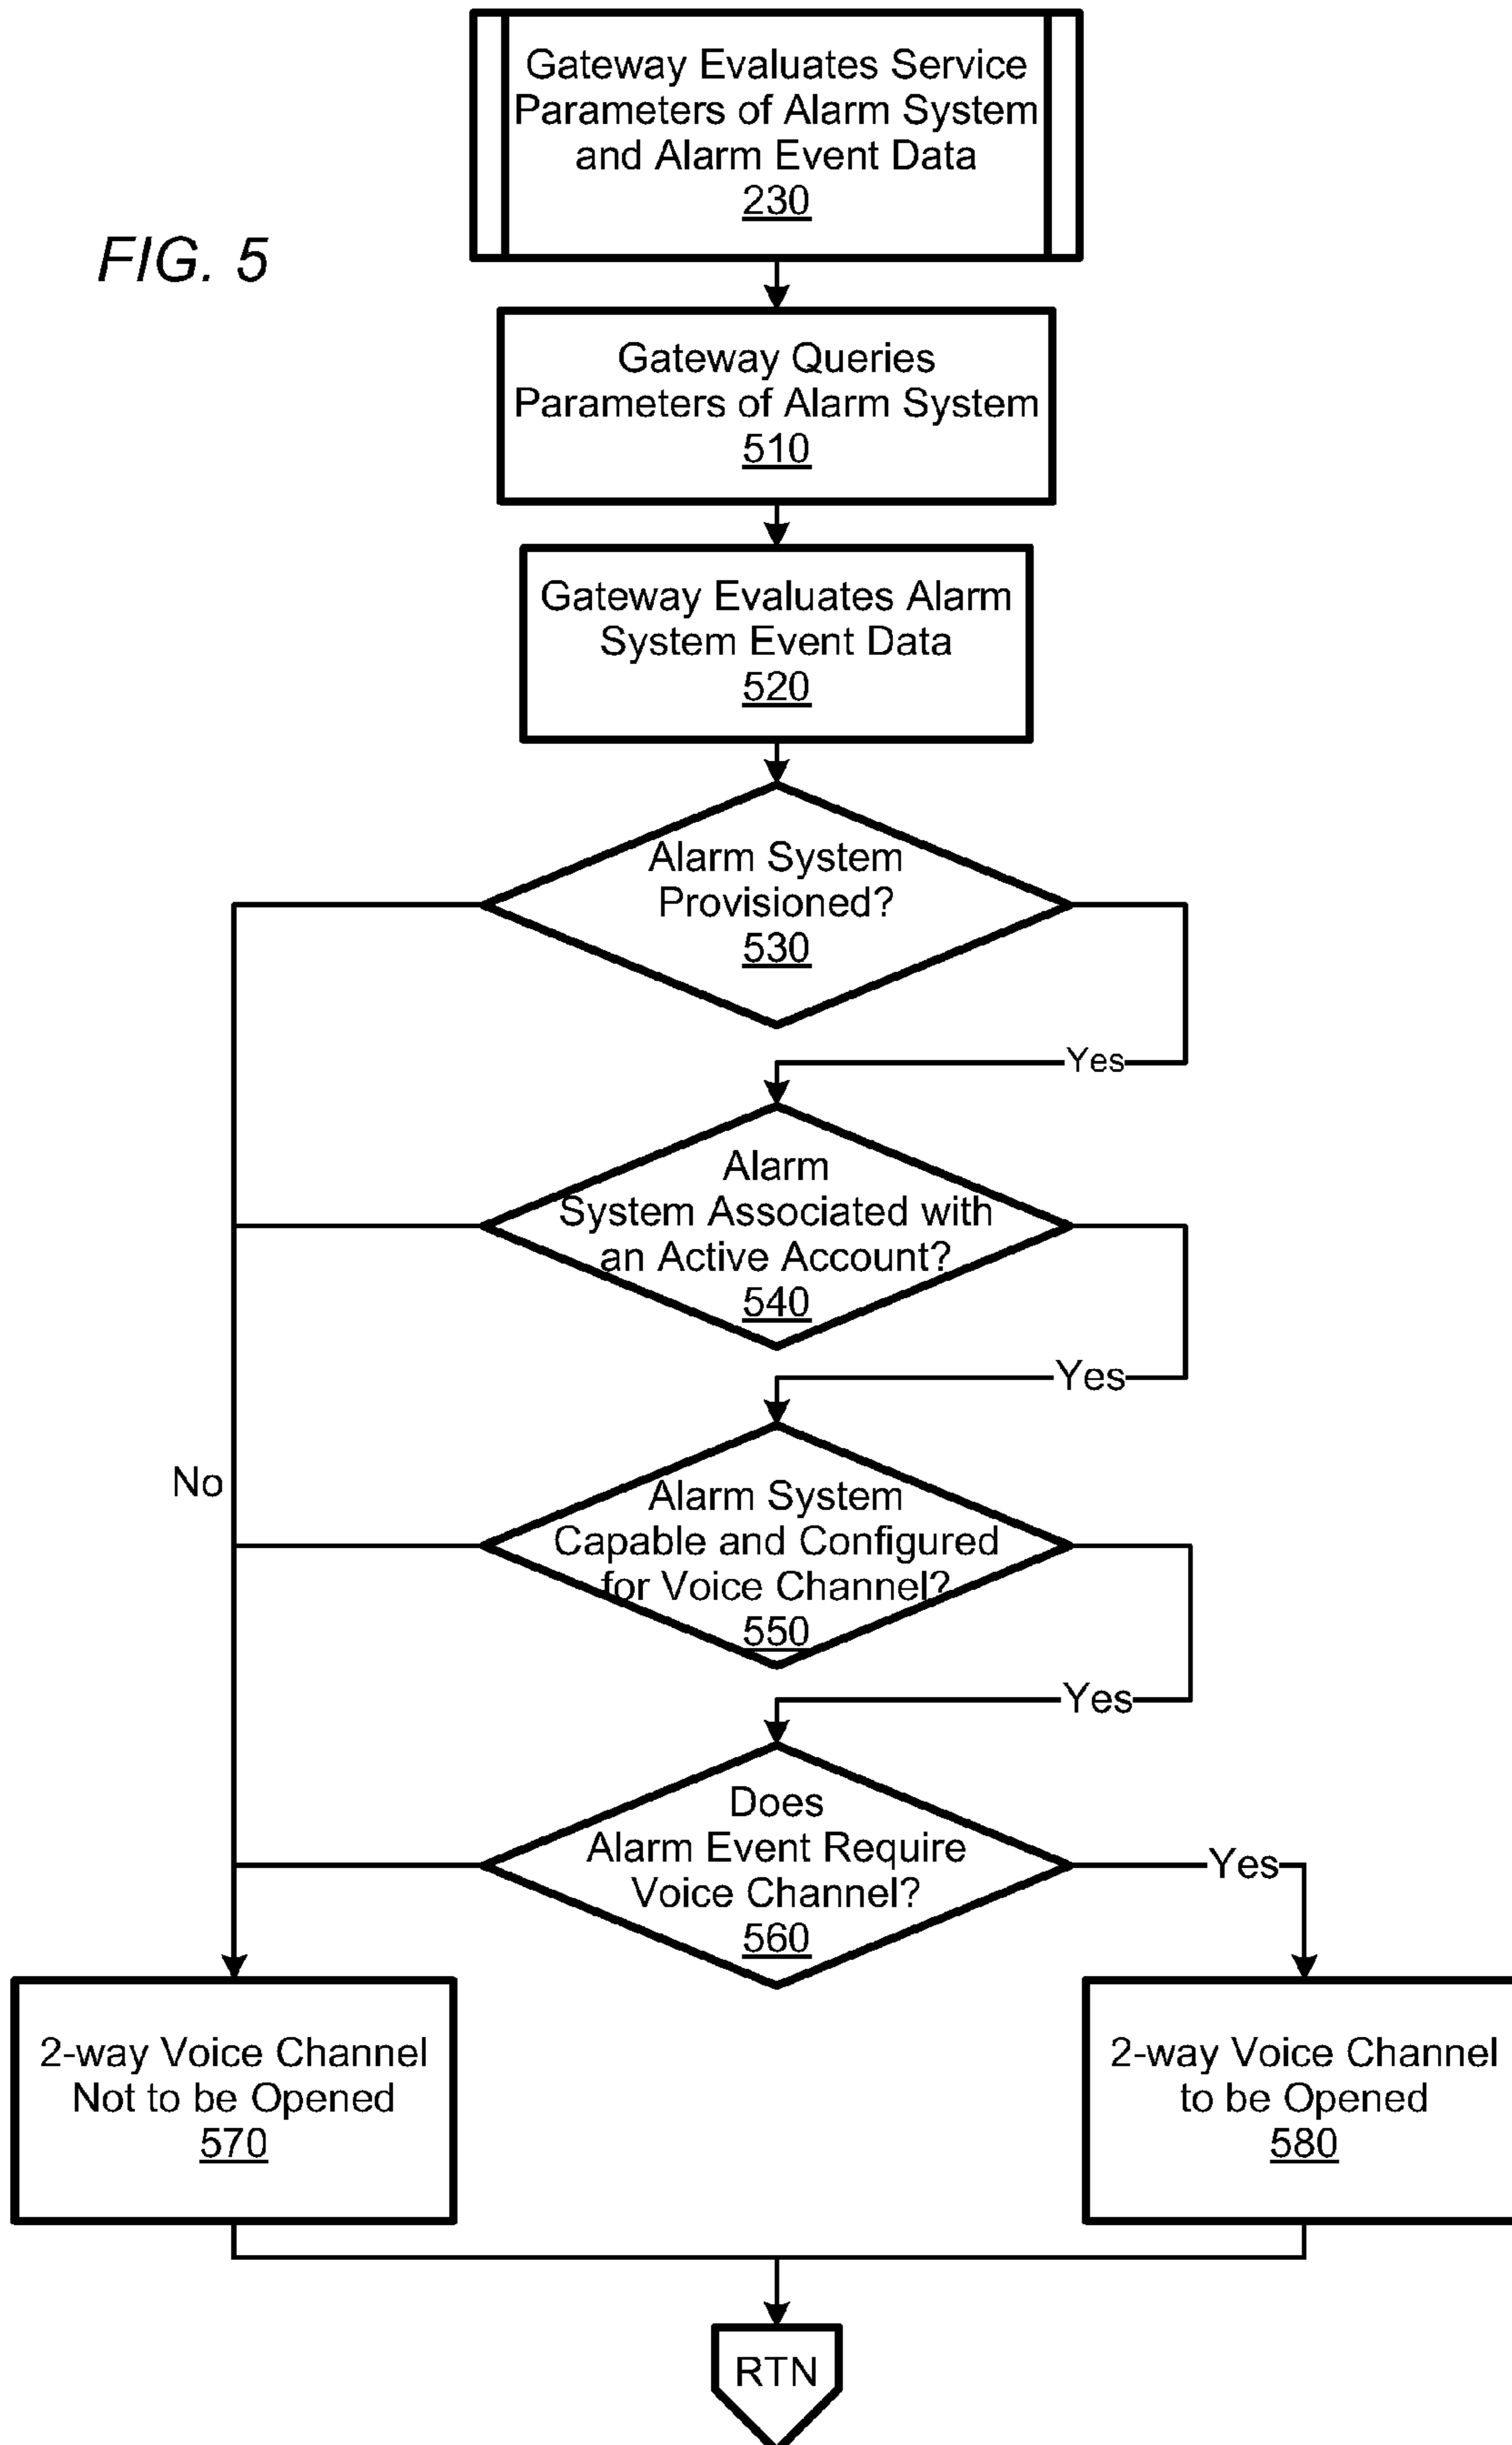 Gateway Evaluates Service
Parameters of Alarm System
and Alarm Event Data
230
FIG. 5
Gateway Queries
Parameters of Alarm System
510
Gateway Evaluates Alarm
System Event Data
520
Alarm System
Provisioned?
530
Yes
Alarm
System Associated with
an Active Account?
540
Yes
No
Alarm System
Capable and Configured
for Voice Channel?
550
Yes
Does
Alarm Event Require
Voice Channel?
560
Yes
2-way Voice Channel
Not to be Opened
570
2-way Voice Channel
to be Opened
580
RTN